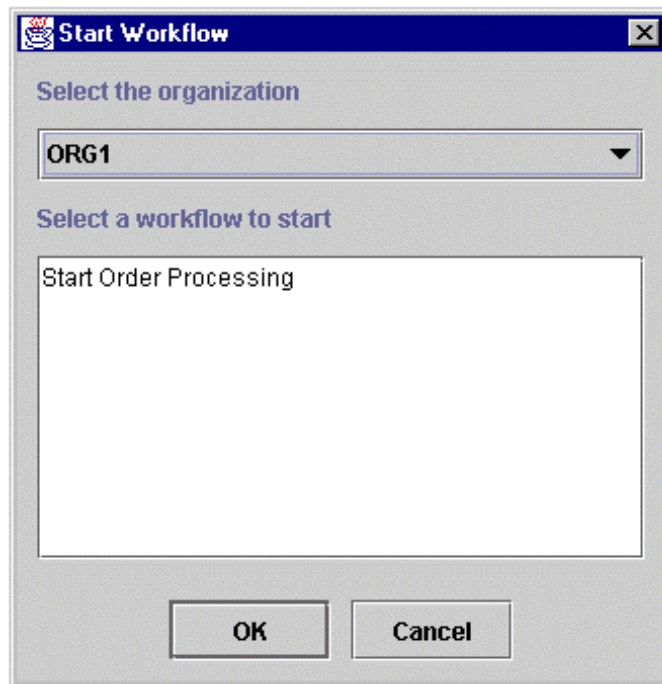 Start Workflow
Select the organization
ORG1
Select a workflow to start
Start Order Processing
OK Cancel